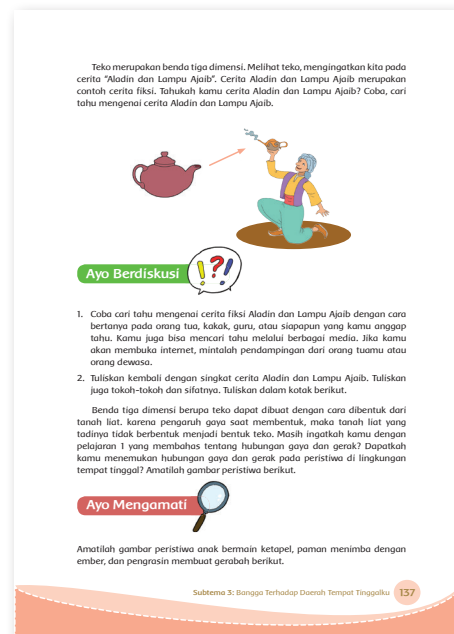 Teko merupakan benda tiga dimensi. Melihat teko, mengingatkan kita pada
cerita "Aladin dan Lampu Ajaib". Cerita Aladin dan Lampu Ajaib merupakan
contoh cerita fiksi. Tahukah kamu cerita Aladin dan Lampu Ajaib? Coba, cari
tahu mengenai cerita Aladin dan Lampu Ajaib.
Ayo Berdiskusi
!?!
1. Coba cari tahu mengenai cerita fiksi Aladin dan Lampu Ajaib dengan cara
bertanya pada orang tua, kakak, guru, atau siapapun yang kamu anggap
tahu. Kamu juga bisa mencari tahu melalui berbagai media. Jika kamu
akan membuka internet, mintalah pendampingan dari orang tuamu atau
orang dewasa.
2. Tuliskan kembali dengan singkat cerita Aladin dan Lampu Ajaib. Tuliskan
juga tokoh-tokoh dan sifatnya. Tuliskan dalam kotak berikut.
Benda tiga dimensi berupa teko dapat dibuat dengan cara dibentuk dari
tanah liat. karena pengaruh gaya saat membentuk, maka tanah liat yang
tadinya tidak berbentuk menjadi bentuk teko. Masih ingatkah kamu dengan
pelajaran 1 yang membahas tentang hubungan gaya dan gerak? Dapatkah
kamu menemukan hubungan gaya dan gerak pada peristiwa di lingkungan
tempat tinggal? Amatilah gambar peristiwa berikut.
Ayo Mengamati
Amatilah gambar peristiwa anak bermain ketapel, paman menimba dengan
ember, dan pengrasin membuat gerabah berikut.
Subtema 3: Bangga Terhadap Daerah Tempat Tinggalku 137